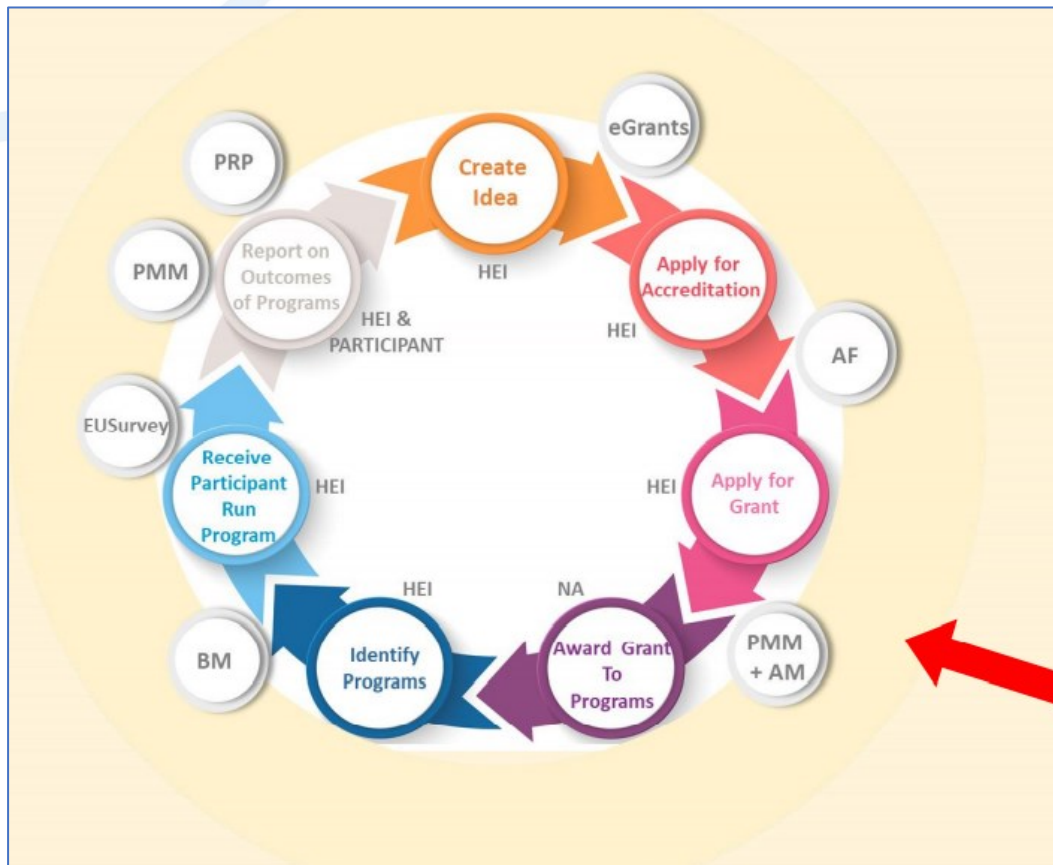 eGrants
PRP
Create
Idea
PMM
Report on
Outcomes
of Programs
HEI
Apply for
Accreditation
HEI &
PARTICIPANT
HEI
AF
EUSurvey
Receive
Participant
Run
Program
HEI
HEI
Apply for
Grant
HEI
NA
BM
Identify
Programs
Award Grant
To
Programs
PMM
+ AM